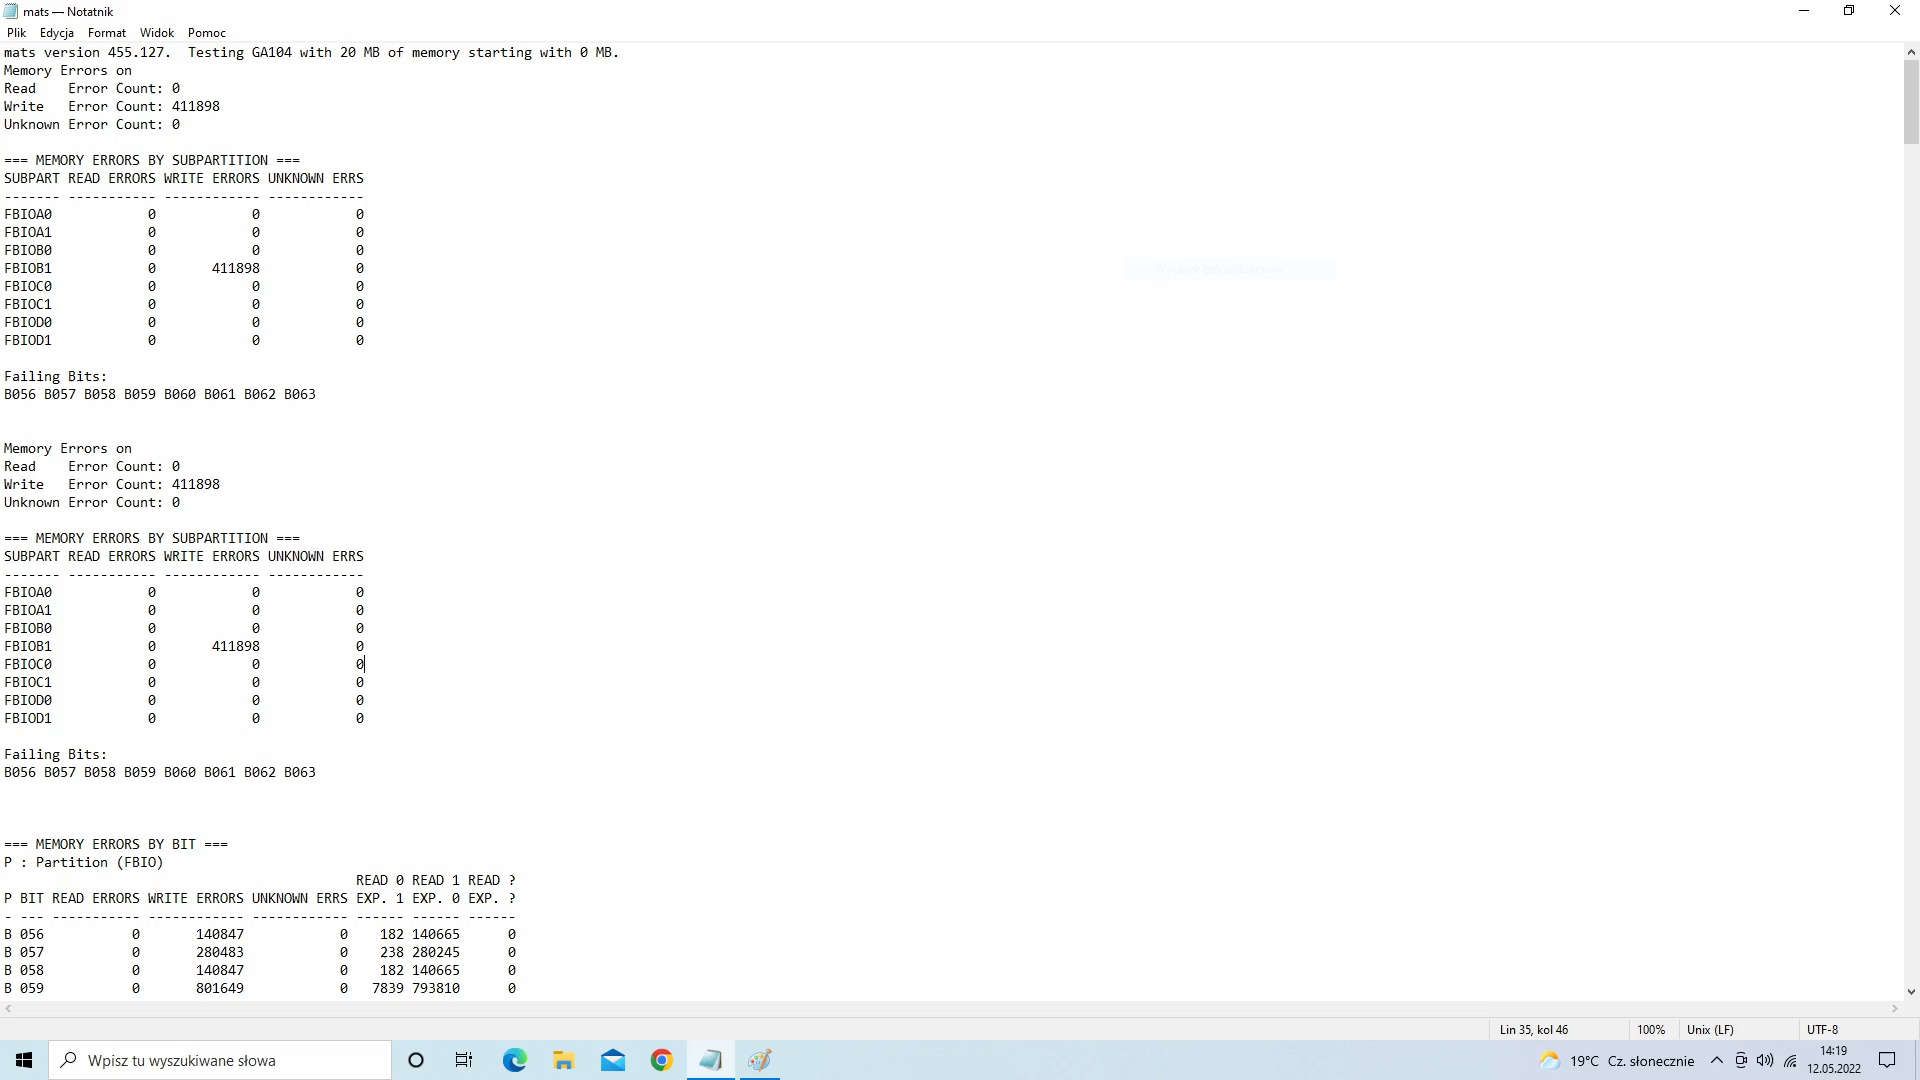 mats — Notatnik
Plik Edycja Format Widok Pomoc
mats version 455.127.  Testing GA104 with 20 MB of memory starting with 0 MB.
Memory Errors on
Read    Error Count: 0
Write   Error Count: 411898
Unknown Error Count: 0
=== MEMORY ERRORS BY SUBPARTITION ===
SUBPART READ ERRORS WRITE ERRORS UNKNOWN ERRS
------- ----------- ------------ ------------
FBIOA0            0            0            0
FBIOA1            0            0            0
FBIOB0            0            0            0
FBIOB1            0       411898            0
FBIOC0            0            0            0
FBIOC1            0            0            0
FBIOD0            0            0            0
FBIOD1            0            0            0
Failing Bits:
B056 B057 B058 B059 B060 B061 B062 B063
Memory Errors on
Read    Error Count: 0
Write   Error Count: 411898
Unknown Error Count: 0
=== MEMORY ERRORS BY SUBPARTITION ===
SUBPART READ ERRORS WRITE ERRORS UNKNOWN ERRS
------- ----------- ------------ ------------
FBIOA0            0            0            0
FBIOA1            0            0            0
FBIOB0            0            0            0
FBIOB1            0       411898            0
FBIOC0            0            0            0
FBIOC1            0            0            0
FBIOD0            0            0            0
FBIOD1            0            0            0
Failing Bits:
B056 B057 B058 B059 B060 B061 B062 B063
=== MEMORY ERRORS BY BIT ===
P : Partition (FBIO)
                                            READ 0 READ 1 READ ?
P BIT READ ERRORS WRITE ERRORS UNKNOWN ERRS EXP. 1 EXP. 0 EXP. ?
- --- ----------- ------------ ------------ ------ ------ ------
B 056           0       140847            0    182 140665      0
B 057           0       280483            0    238 280245      0
B 058           0       140847            0    182 140665      0
B 059           0       801649            0   7839 793810      0
Lin 35, kol 46 100% Unix (LF) UTF-8
Wpisz tu wyszukiwane słowa
19°C Cz. słonecznie
14:19
12.05.2022